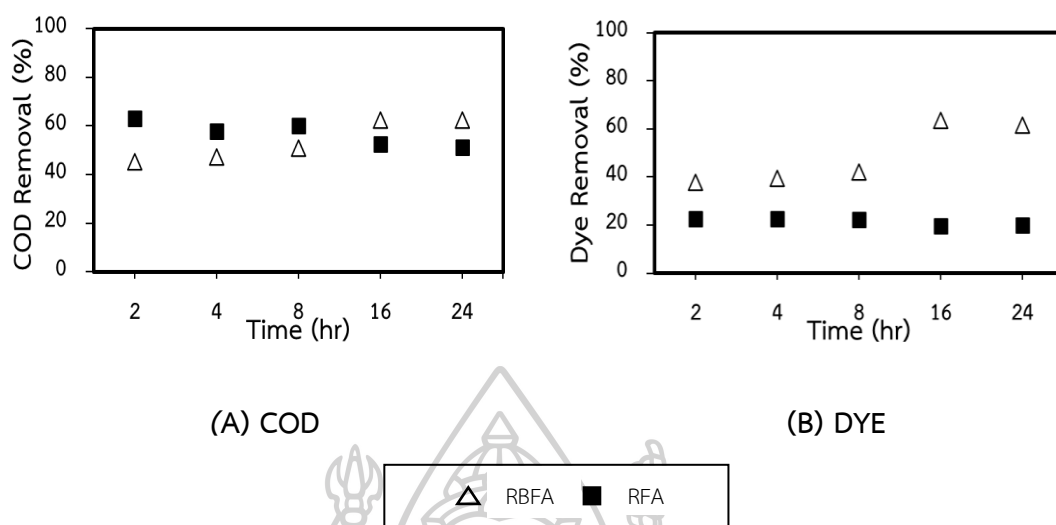 COD Removal (%)
100
80
60
40
20
0
2 4 8 16 24
Time (hr)
(A) COD
Dye Removal (%)
100
80
60
40
20
0
2 4 8 16 24
Time (hr)
(B) DYE
RBFA RFA